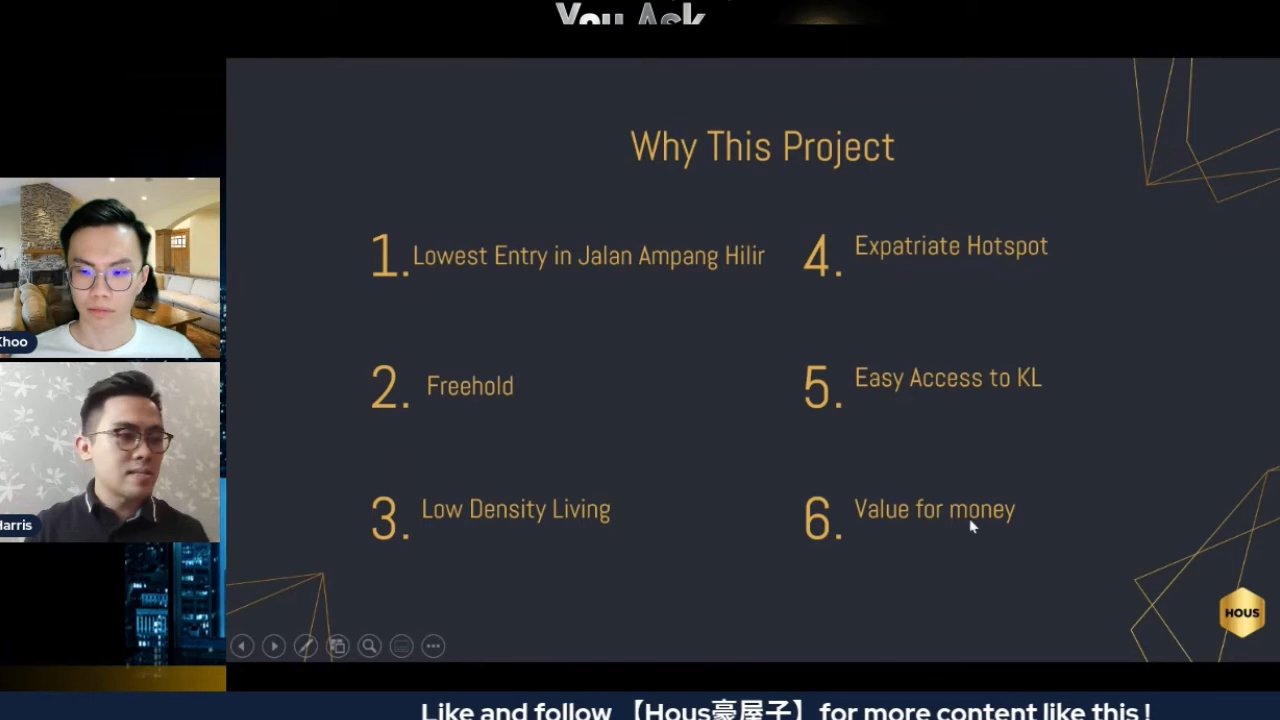 You Ask
Why This Project
1. Lowest Entry in Jalan Ampang Hilir
2. Freehold
3. Low Density Living
4. Expatriate Hotspot
5. Easy Access to KL
6. Value for money
Khoo
Harris
HOUS
Like and follow 【Hous豪屋子】for more content like this !